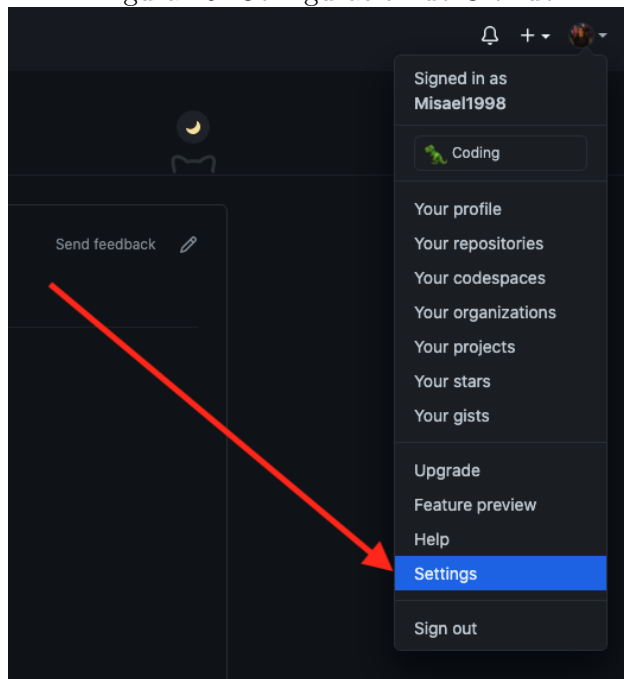 Signed in as
Misael1998
Coding
Send feedback
Your profile
Your repositories
Your codespaces
Your organizations
Your projects
Your stars
Your gists
Upgrade
Feature preview
Help
Settings
Sign out